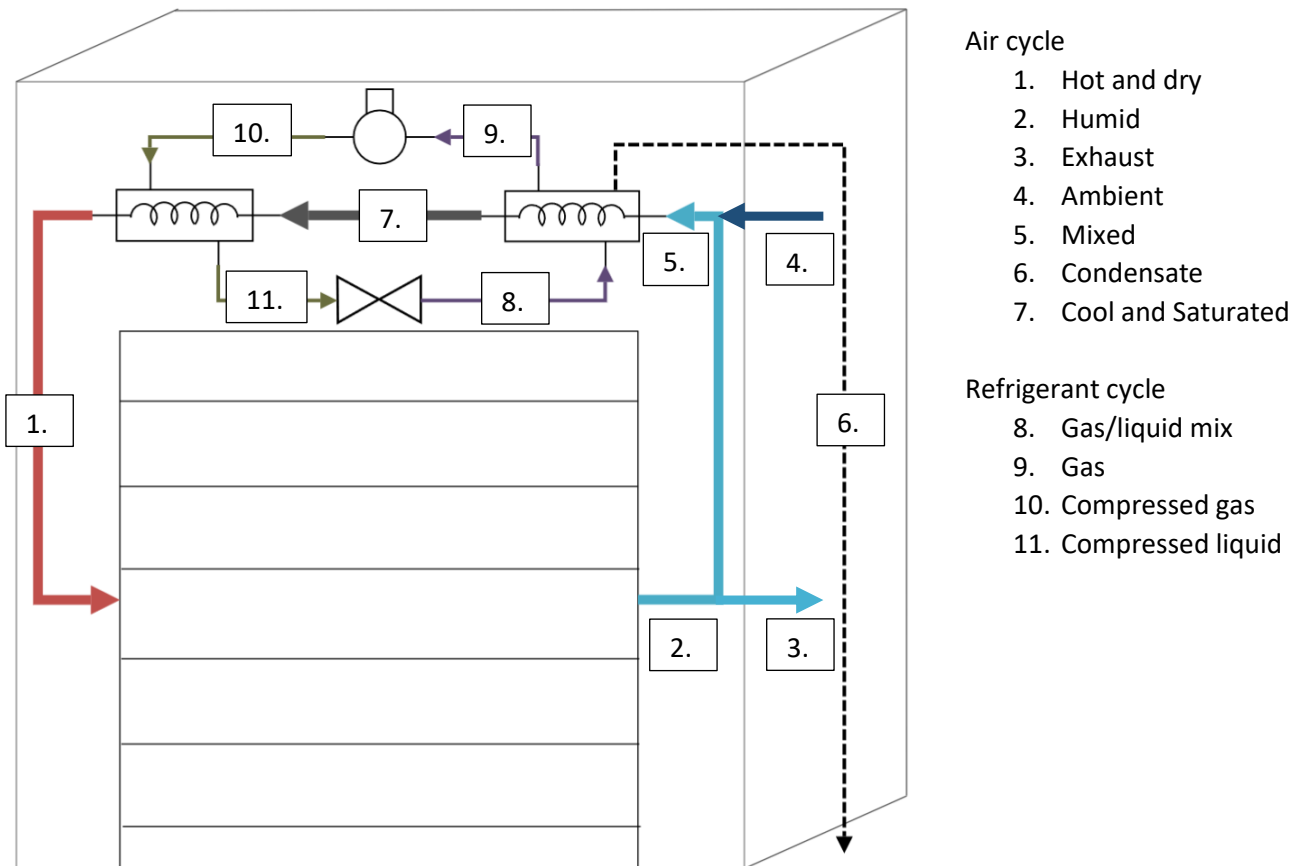 10.
9.
7.
5.
4.
11.
8.
1.
6.
2.
3.
Air cycle
1. Hot and dry
2. Humid
3. Exhaust
4. Ambient
5. Mixed
6. Condensate
7. Cool and Saturated
Refrigerant cycle
8. Gas/liquid mix
9. Gas
10. Compressed gas
11. Compressed liquid